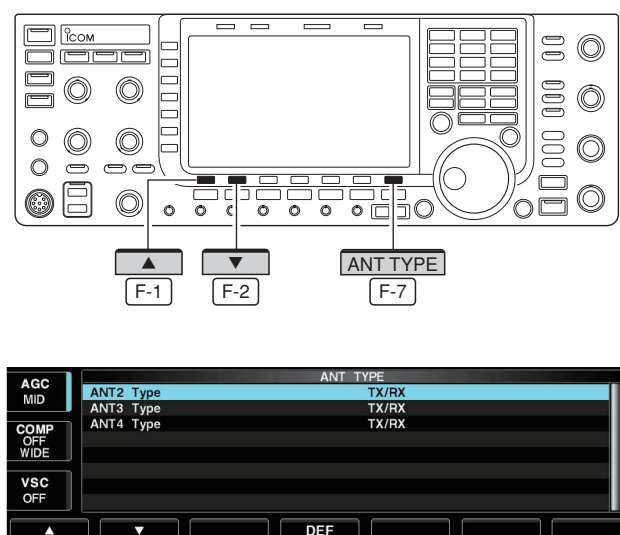 ICOM
▲ ▼ ANT TYPE
F-1 F-2 F-7
ANT TYPE
AGC
MID
ANT2 Type TX/RX
ANT3 Type TX/RX
ANT4 Type TX/RX
COMP
OFF
WIDE
VSC
OFF
▲ ▼ DEF